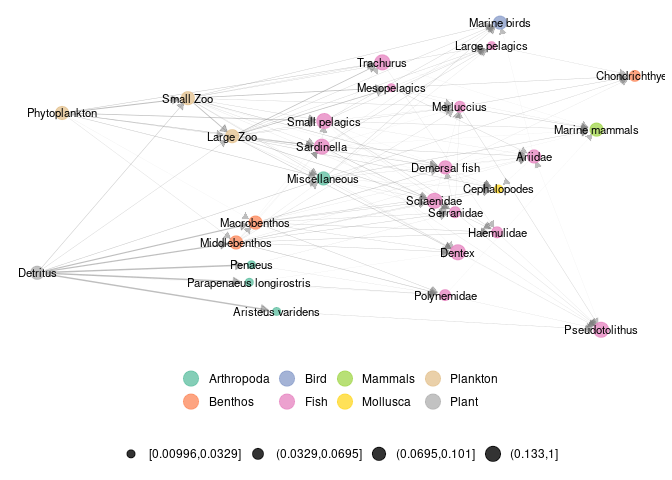 Marine birds
Large pelagics
Trachurus
Chondrichthye
Mesopelagics
Small Zoo
Merluccius
Phytoplankton
Small pelagics
Marine mammals
Large Zoo
Sardinella
Ariidae
Demersal fish
Miscellaneous
Cephalopodes
Sciaenidae
Serranidae
Macrobenthos
Haemulidae
Middlebenthos
Dentex
Penaeus
Detritus
Parapenaeus longirostris
Polynemidae
Aristeus varidens
Pseudotolithus
Arthropoda Bird Mammals Plankton
Benthos Fish Mollusca Plant
[0.00996,0.0329] (0.0329,0.0695] (0.0695,0.101] (0.133,1]